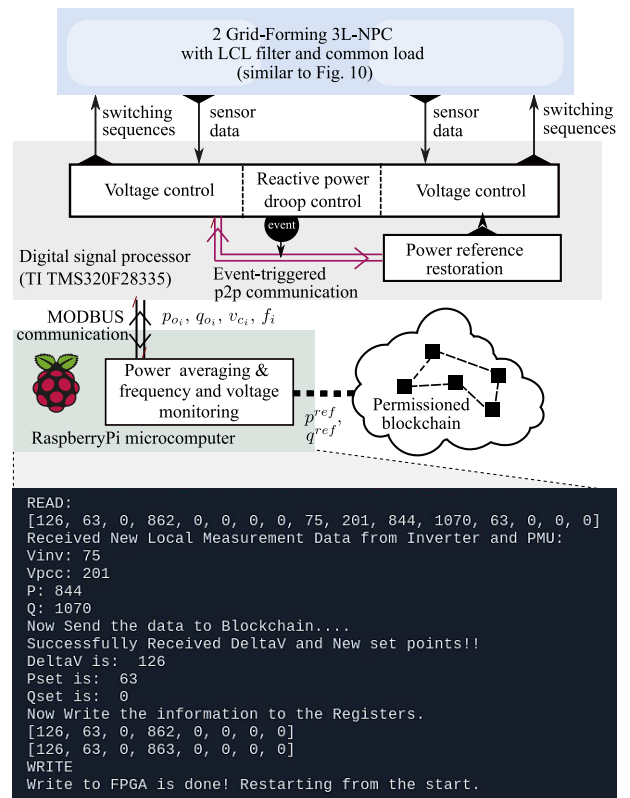 2 Grid-Forming 3L-NPC
with LCL filter and common load
(similar to Fig. 10)
switching
sequences
sensor
data
sensor
data
switching
sequences
Voltage control
Reactive power
droop control
Voltage control
event
Digital signal processor
(TI TMS320F28335)
Event-triggered
p2p communication
Power reference
restoration
MODBUS
communication
p_{o_i}, q_{o_i}, v_{c_i}, f_i
Power averaging &
frequency and voltage
monitoring
RaspberryPi microcomputer
p^{ref},
q^{ref}
Permissioned
blockchain
READ:
[126, 63, 0, 862, 0, 0, 0, 0, 75, 201, 844, 1070, 63, 0, 0, 0]
Received New Local Measurement Data from Inverter and PMU:
Vinv: 75
Vpcc: 201
P: 844
Q: 1070
Now Send the data to Blockchain....
Successfully Received DeltaV and New set points!!
DeltaV is:  126
Pset is:  63
Qset is:  0
Now Write the information to the Registers.
[126, 63, 0, 862, 0, 0, 0, 0]
[126, 63, 0, 863, 0, 0, 0, 0]
WRITE
Write to FPGA is done! Restarting from the start.